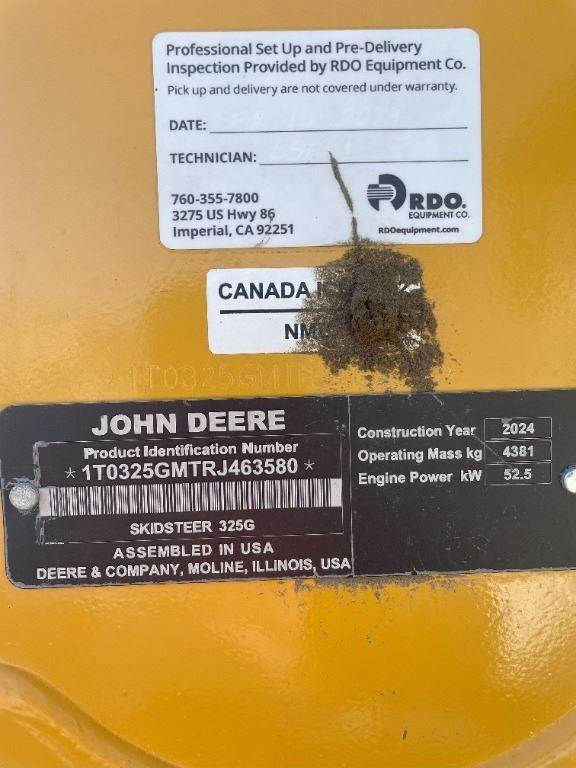 Professional Set Up and Pre-Delivery
Inspection Provided by RDO Equipment Co.
Pick up and delivery are not covered under warranty.
DATE:
TECHNICIAN:
760-355-7800
3275 US Hwy 86
Imperial, CA 92251
RDO.
EQUIPMENT CO.
RDOequipment.com
CANADA
1T0325GMT
JOHN DEERE
Product Identification Number
*1T0325GMTRJ463580*
SKIDSTEER 325G
ASSEMBLED IN USA
DEERE & COMPANY, MOLINE, ILLINOIS, USA
Construction Year 2024
Operating Mass kg 4381
Engine Power kW 52.5